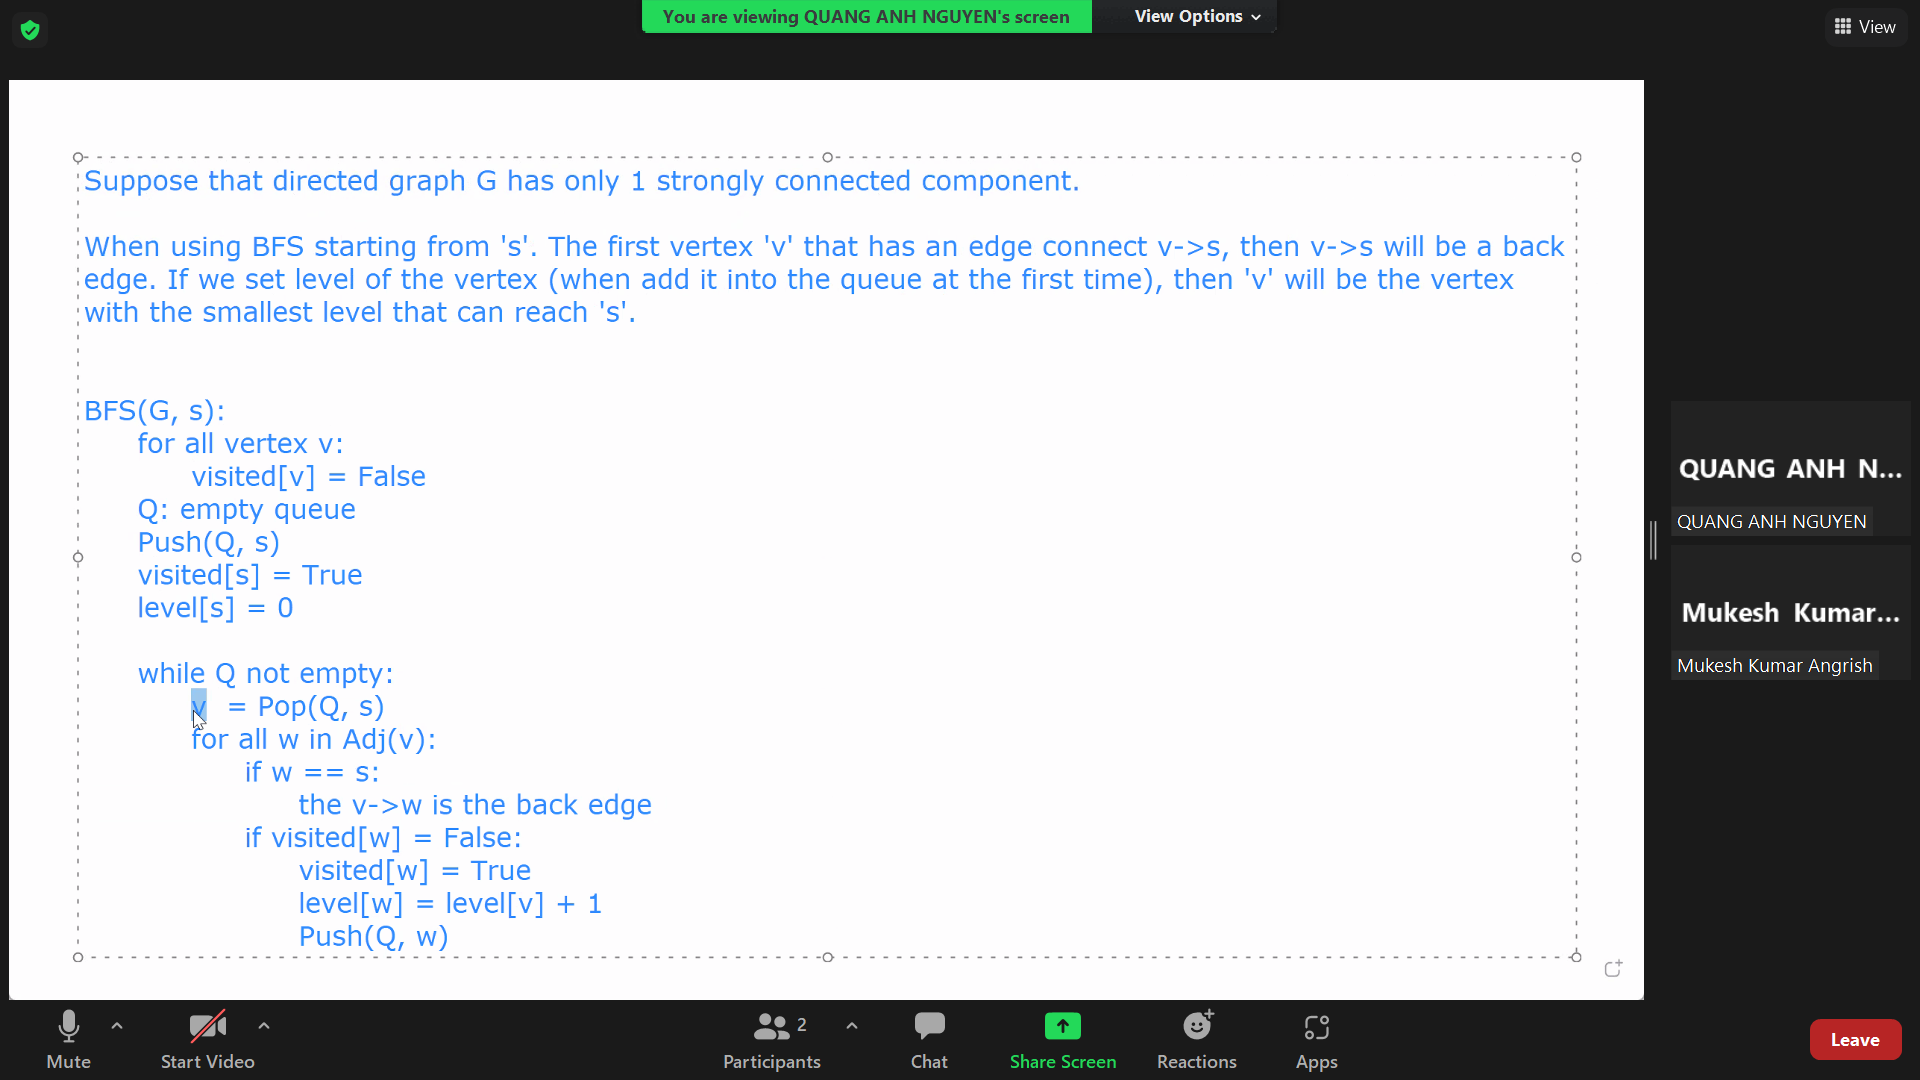 You are viewing QUANG ANH NGUYEN's screen
View Options
View
Suppose that directed graph G has only 1 strongly connected component.
When using BFS starting from 's'. The first vertex 'v' that has an edge connect v->s, then v->s will be a back
edge. If we set level of the vertex (when add it into the queue at the first time), then 'v' will be the vertex
with the smallest level that can reach 's'.
BFS(G, s):
for all vertex v:
visited[v] = False
Q: empty queue
Push(Q, s)
visited[s] = True
level[s] = 0
while Q not empty:
v = Pop(Q, s)
for all w in Adj(v):
if w == s:
the v->w is the back edge
if visited[w] = False:
visited[w] = True
level[w] = level[v] + 1
Push(Q, w)
QUANG ANH N...
QUANG ANH NGUYEN
Mukesh Kumar...
Mukesh Kumar Angrish
Mute
Start Video
2
Participants
Chat
Share Screen
Reactions
Apps
Leave